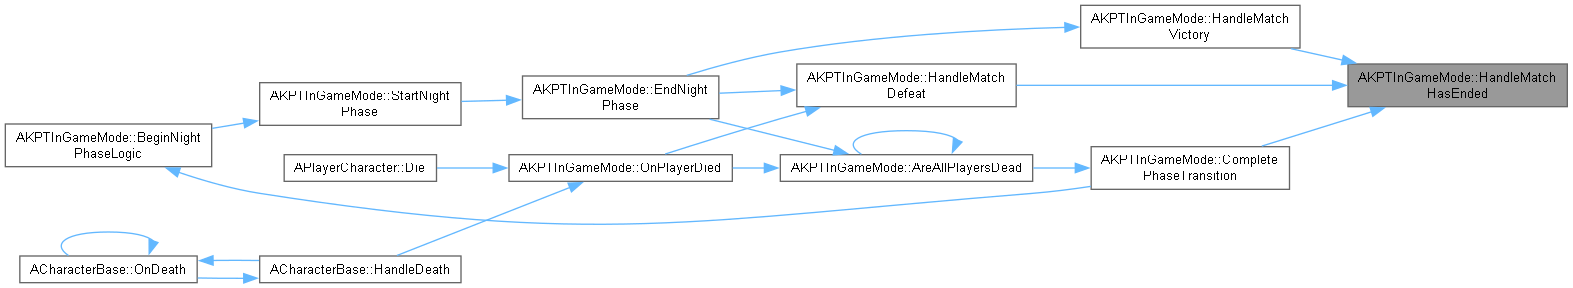 AKPTInGameMode::HandleMatch
Victory
AKPTInGameMode::HandleMatch
HasEnded
AKPTInGameMode::HandleMatch
Defeat
AKPTInGameMode::EndNight
Phase
AKPTInGameMode::StartNight
Phase
AKPTInGameMode::BeginNight
PhaseLogic
APlayerCharacter::Die
AKPTInGameMode::OnPlayerDied
AKPTInGameMode::AreAllPlayersDead
AKPTInGameMode::Complete
PhaseTransition
ACharacterBase::OnDeath
ACharacterBase::HandleDeath